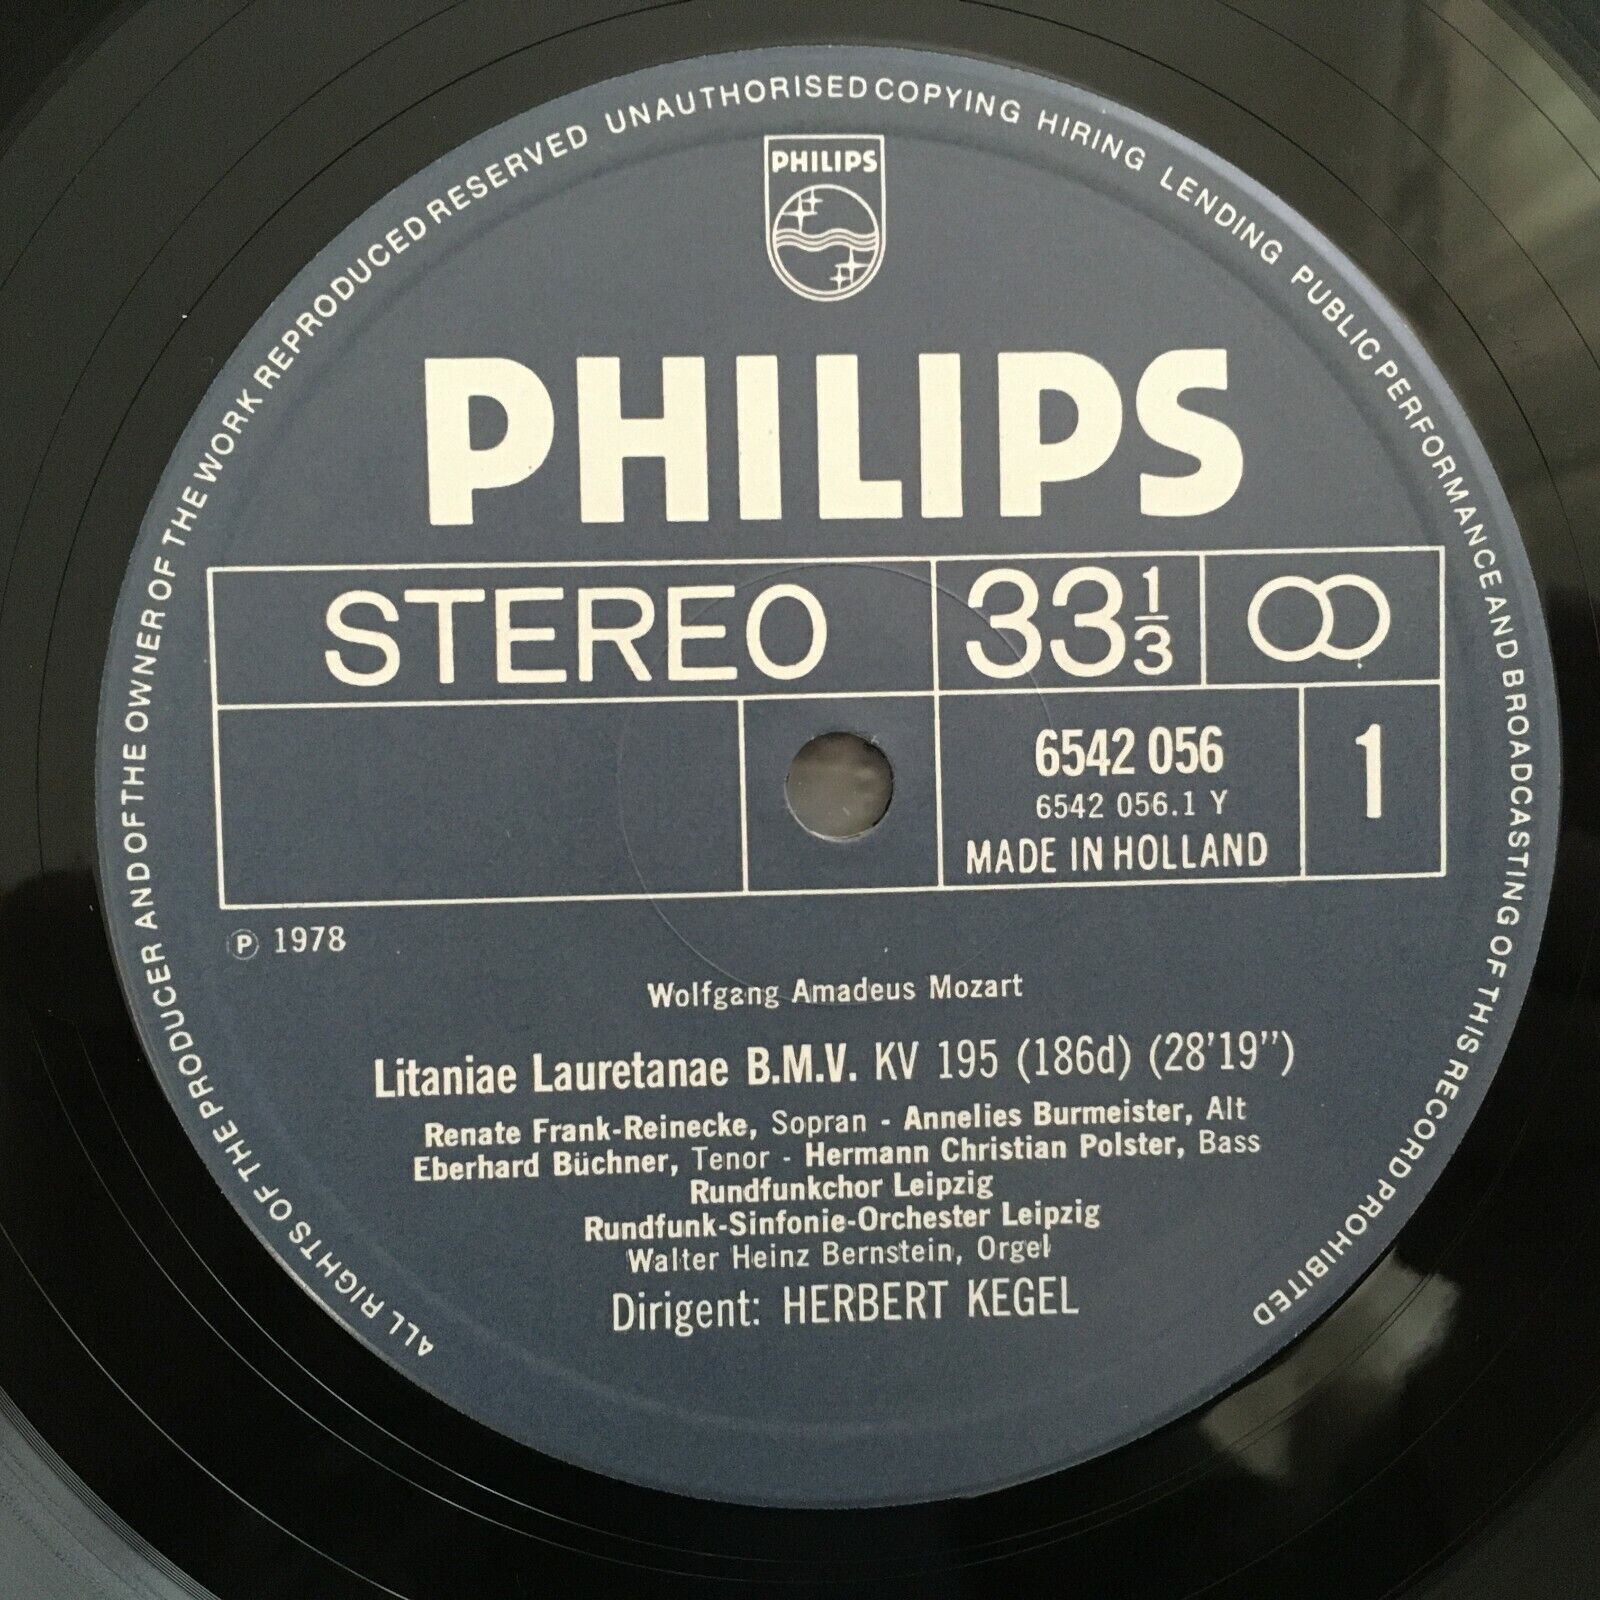 ALL RIGHTS OF THE PRODUCER AND OF THE OWNER OF THE WORK REPRODUCED RESERVED UNAUTHORISED COPYING HIRING LENDING PUBLIC PERFORMANCE AND BROADCASTING OF THIS RECORD PROHIBITED
PHILIPS
PHILIPS
STEREO 33 1/3
6542 056
6542 056.1 Y
MADE IN HOLLAND
1
Ⓟ 1978
Wolfgang Amadeus Mozart
Litaniae Lauretanae B.M.V. KV 195 (186d) (28'19")
Renate Frank-Reinecke, Sopran - Annelies Burmeister, Alt
Eberhard Büchner, Tenor - Hermann Christian Polster, Bass
Rundfunkchor Leipzig
Rundfunk-Sinfonie-Orchester Leipzig
Walter Heinz Bernstein, Orgel
Dirigent: HERBERT KEGEL